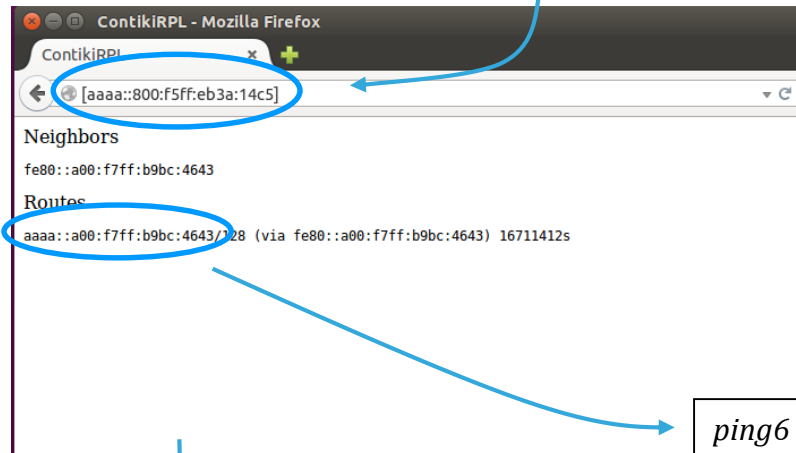 ContikiRPL - Mozilla Firefox
ContikiRPL
[aaaa::800:f5ff:eb3a:14c5]
Neighbors
fe80::a00:f7ff:b9bc:4643
Routes
aaaa::a00:f7ff:b9bc:4643/128 (via fe80::a00:f7ff:b9bc:4643) 16711412s
ping6